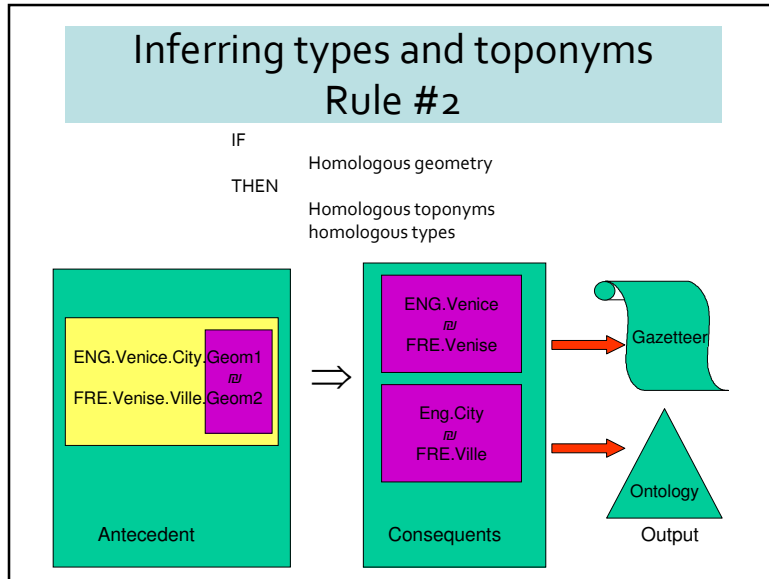 Inferring types and toponyms
Rule #2
IF
Homologous geometry
THEN
Homologous toponyms
homologous types
ENG.Venice.City.Geom1
₪
FRE.Venise.Ville.Geom2
Antecedent
⇒
ENG.Venice
₪
FRE.Venise
Eng.City
₪
FRE.Ville
Consequents
Gazetteer
Ontology
Output